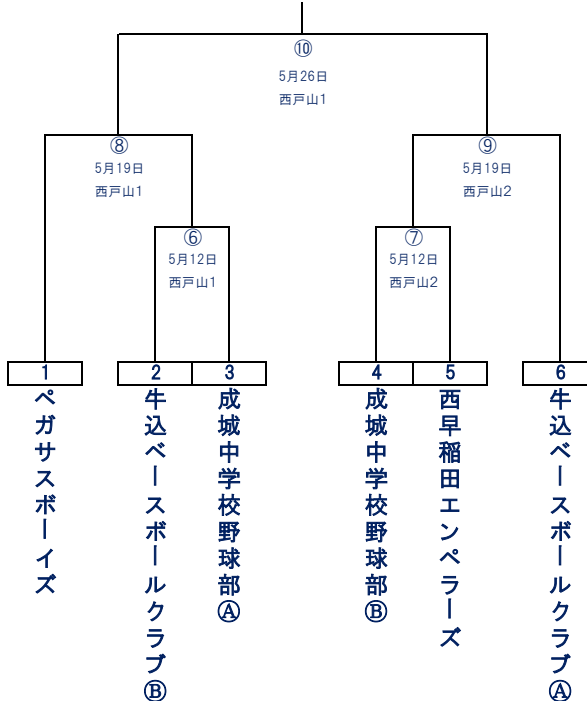 ⑩
5月26日
西戸山1
⑧
5月19日
西戸山1
⑨
5月19日
西戸山2
⑥
5月12日
西戸山1
⑦
5月12日
西戸山2
1
2
3
4
5
6
ペガサスボーイズ
牛込ベースボールクラブⒷ
成城中学校野球部Ⓐ
成城中学校野球部Ⓑ
西早稲田エンペラーズ
牛込ベースボールクラブⒶ